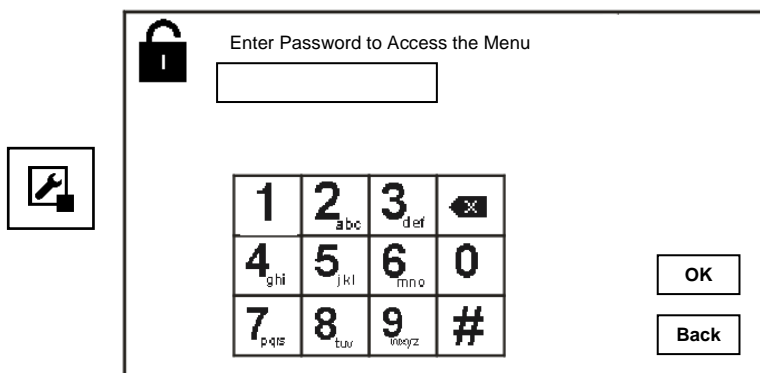 Enter Password to Access the Menu
1 2 abc 3 def X
4 ghi 5 jkl 6 mno 0
7 pqrs 8 tuv 9 wxyz #
OK
Back